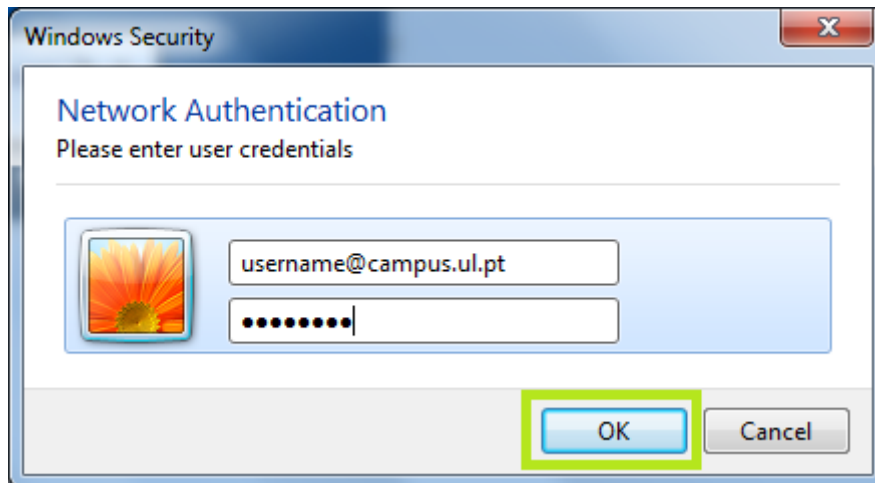 Windows Security
Network Authentication
Please enter user credentials
username@campus.ul.pt
●●●●●●●●
OK
Cancel